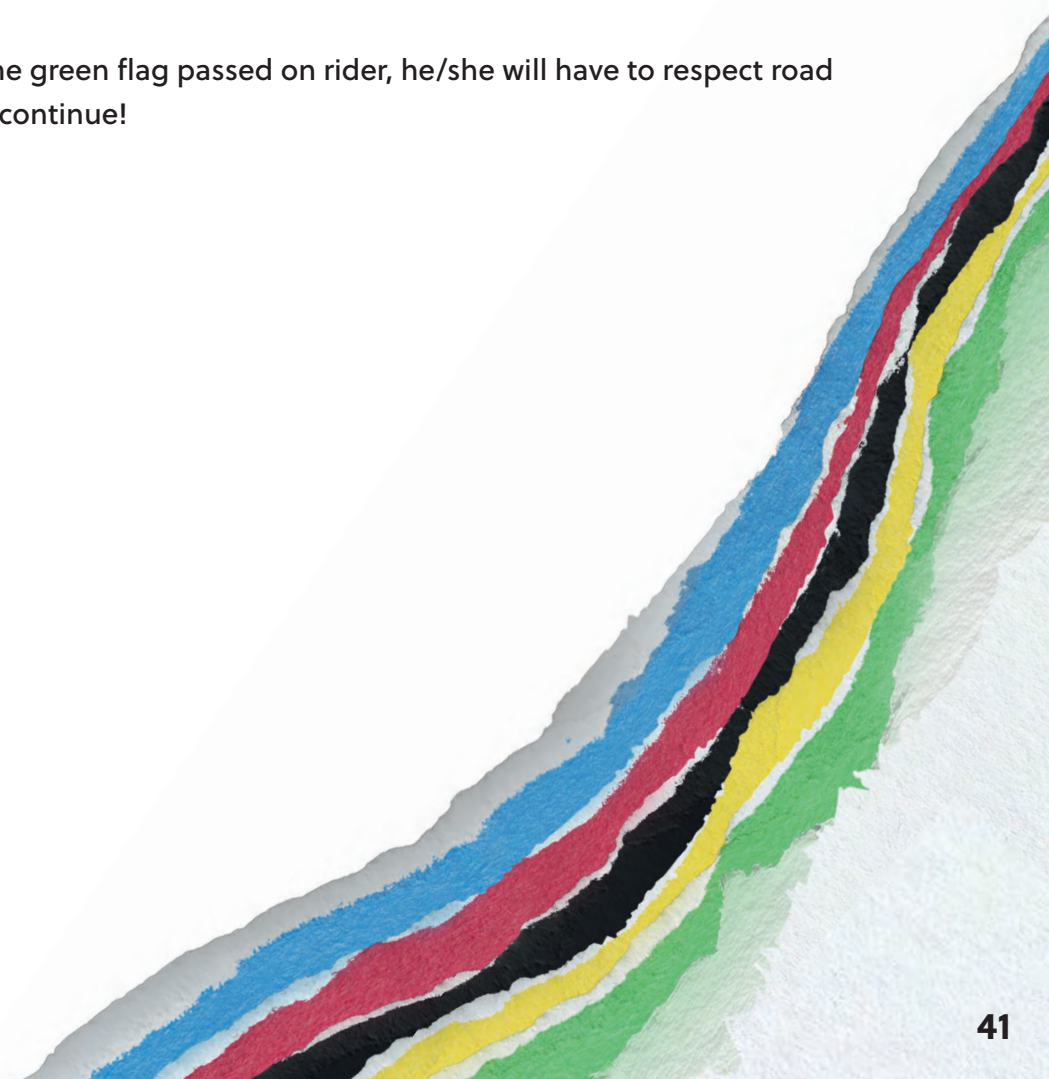 he green flag passed on rider, he/she will have to respect road
continue!
41